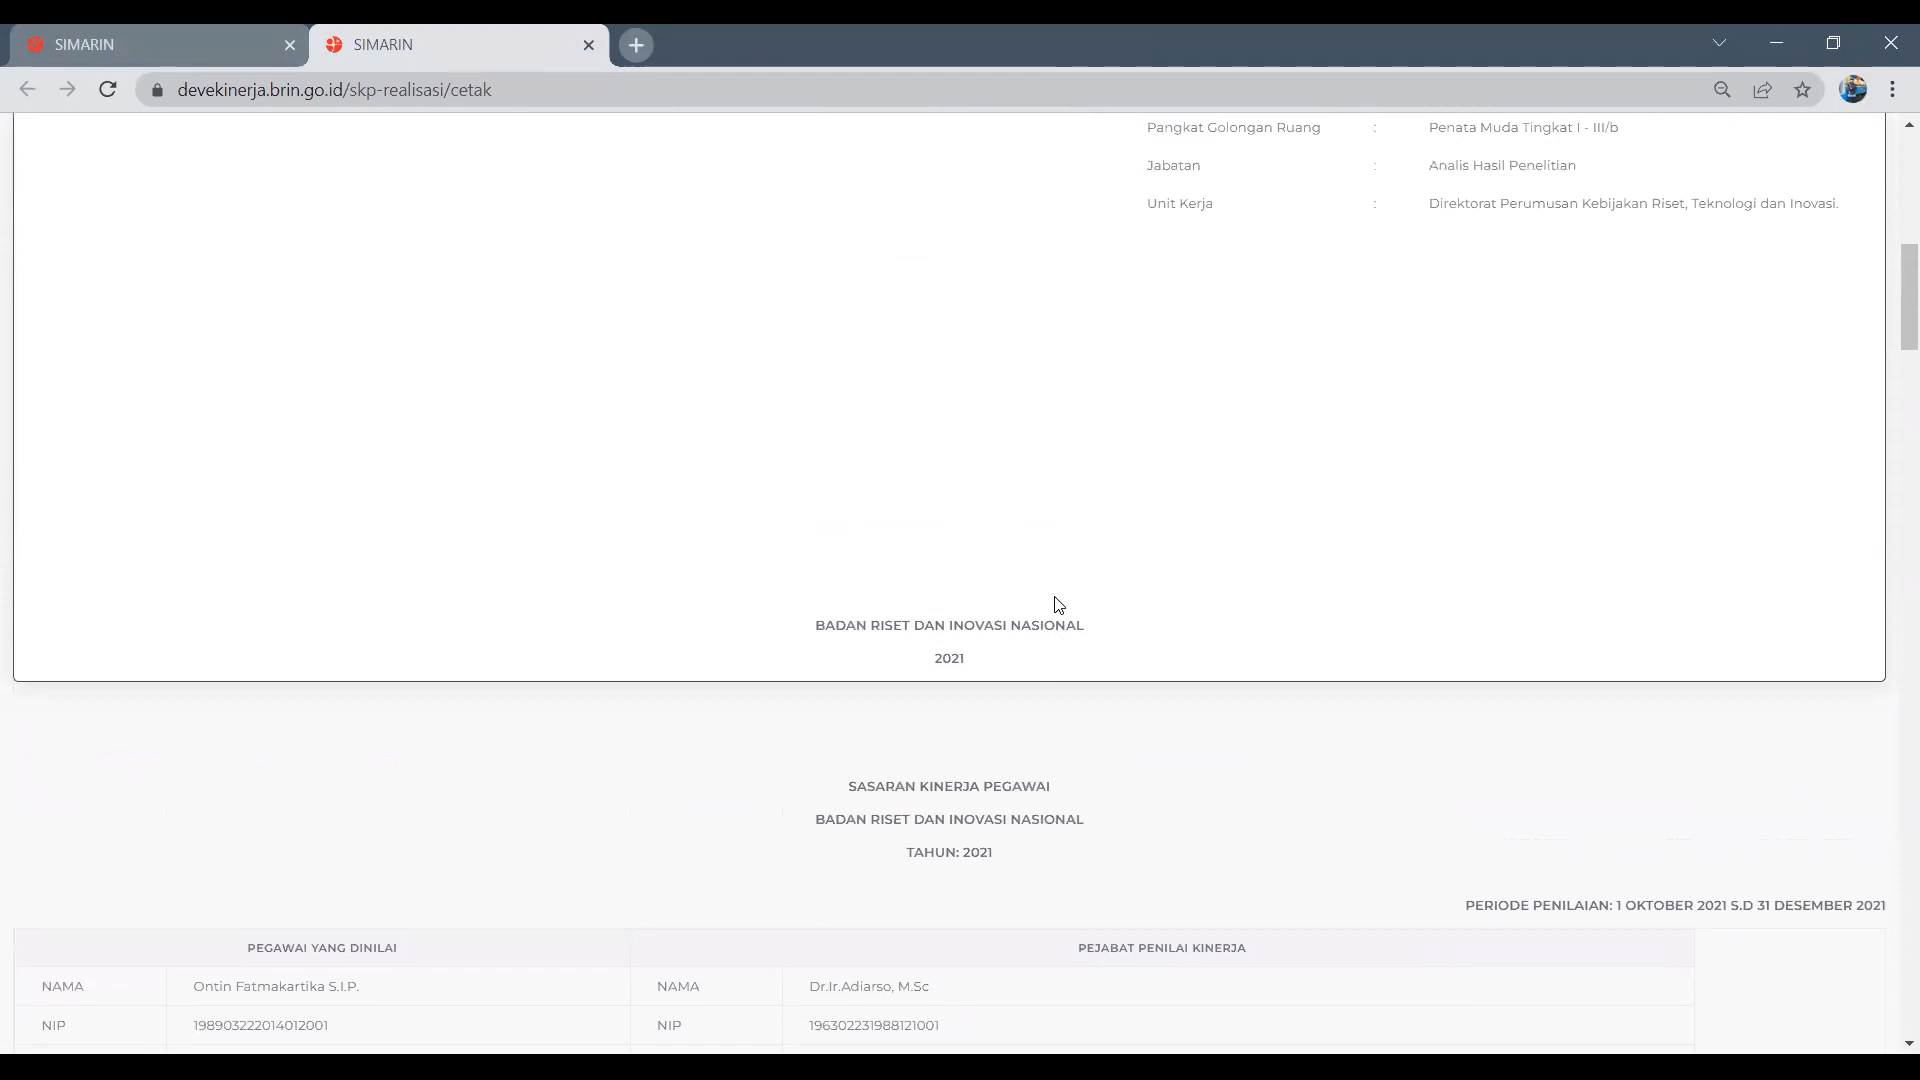 SIMARIN
SIMARIN
devekinerja.brin.go.id/skp-realisasi/cetak
Pangkat Golongan Ruang : Penata Muda Tingkat I - III/b
Jabatan : Analis Hasil Penelitian
Unit Kerja : Direktorat Perumusan Kebijakan Riset, Teknologi dan Inovasi.
BADAN RISET DAN INOVASI NASIONAL
2021
SASARAN KINERJA PEGAWAI
BADAN RISET DAN INOVASI NASIONAL
TAHUN: 2021
PERIODE PENILAIAN: 1 OKTOBER 2021 S.D 31 DESEMBER 2021
PEGAWAI YANG DINILAI PEJABAT PENILAI KINERJA
NAMA Ontin Fatmakartika S.I.P. NAMA Dr.Ir.Adiarso, M.Sc
NIP 198903222014012001 NIP 196302231988121001